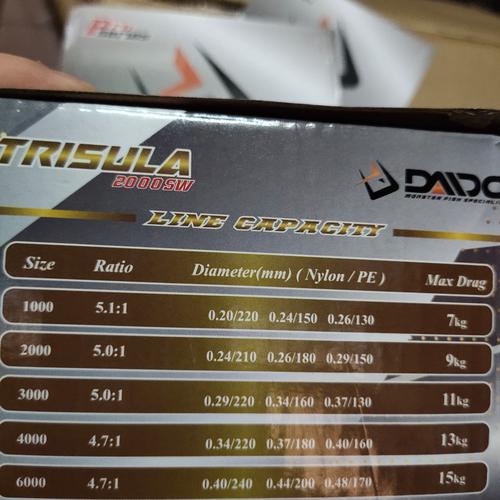 TRISULA
2000SW
DAIDO
MONSTER FISH SPECIALIST
LINE CAPACITY
Size Ratio Diameter(mm) ( Nylon / PE ) Max Drag
1000 5.1:1 0.20/220 0.24/150 0.26/130 7kg
2000 5.0:1 0.24/210 0.26/180 0.29/150 9kg
3000 5.0:1 0.29/220 0.34/160 0.37/130 11kg
4000 4.7:1 0.34/220 0.37/180 0.40/160 13kg
6000 4.7:1 0.40/240 0.44/200 0.48/170 15kg